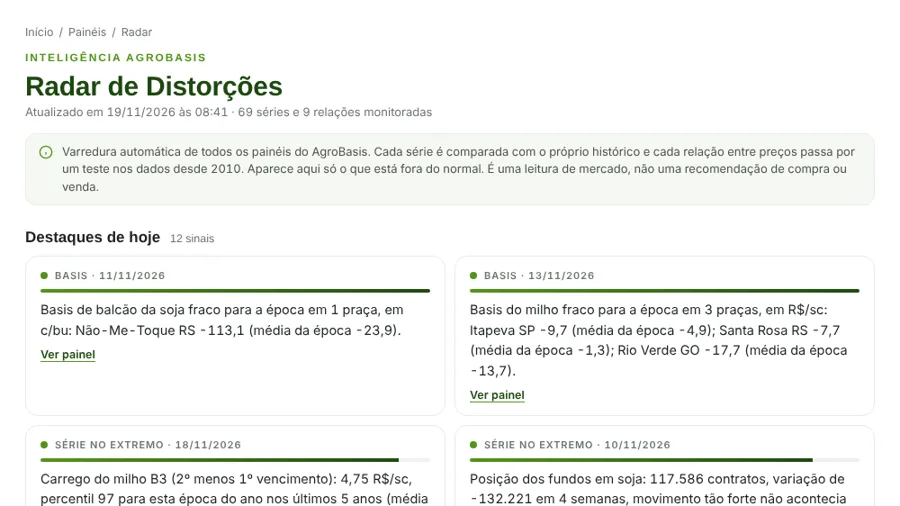 Início / Painéis / Radar
INTELIGÊNCIA AGROBASIS
Radar de Distorções
Atualizado em 19/11/2026 às 08:41 · 69 séries e 9 relações monitoradas
Varredura automática de todos os painéis do AgroBasis. Cada série é comparada com o próprio histórico e cada relação entre preços passa por
um teste nos dados desde 2010. Aparece aqui só o que está fora do normal. É uma leitura de mercado, não uma recomendação de compra ou
venda.
Destaques de hoje 12 sinais
BASIS · 11/11/2026
Basis de balcão da soja fraco para a época em 1 praça, em
c/bu: Não-Me-Toque RS -113,1 (média da época -23,9).
Ver painel
BASIS · 13/11/2026
Basis do milho fraco para a época em 3 praças, em R$/sc:
Itapeva SP -9,7 (média da época -4,9); Santa Rosa RS -7,7
(média da época -1,3); Rio Verde GO -17,7 (média da época
-13,7).
Ver painel
SÉRIE NO EXTREMO · 18/11/2026
Carrego do milho B3 (2º menos 1º vencimento): 4,75 R$/sc,
percentil 97 para esta época do ano nos últimos 5 anos (média
SÉRIE NO EXTREMO · 10/11/2026
Posição dos fundos em soja: 117.586 contratos, variação de
-132.221 em 4 semanas, movimento tão forte não acontecia